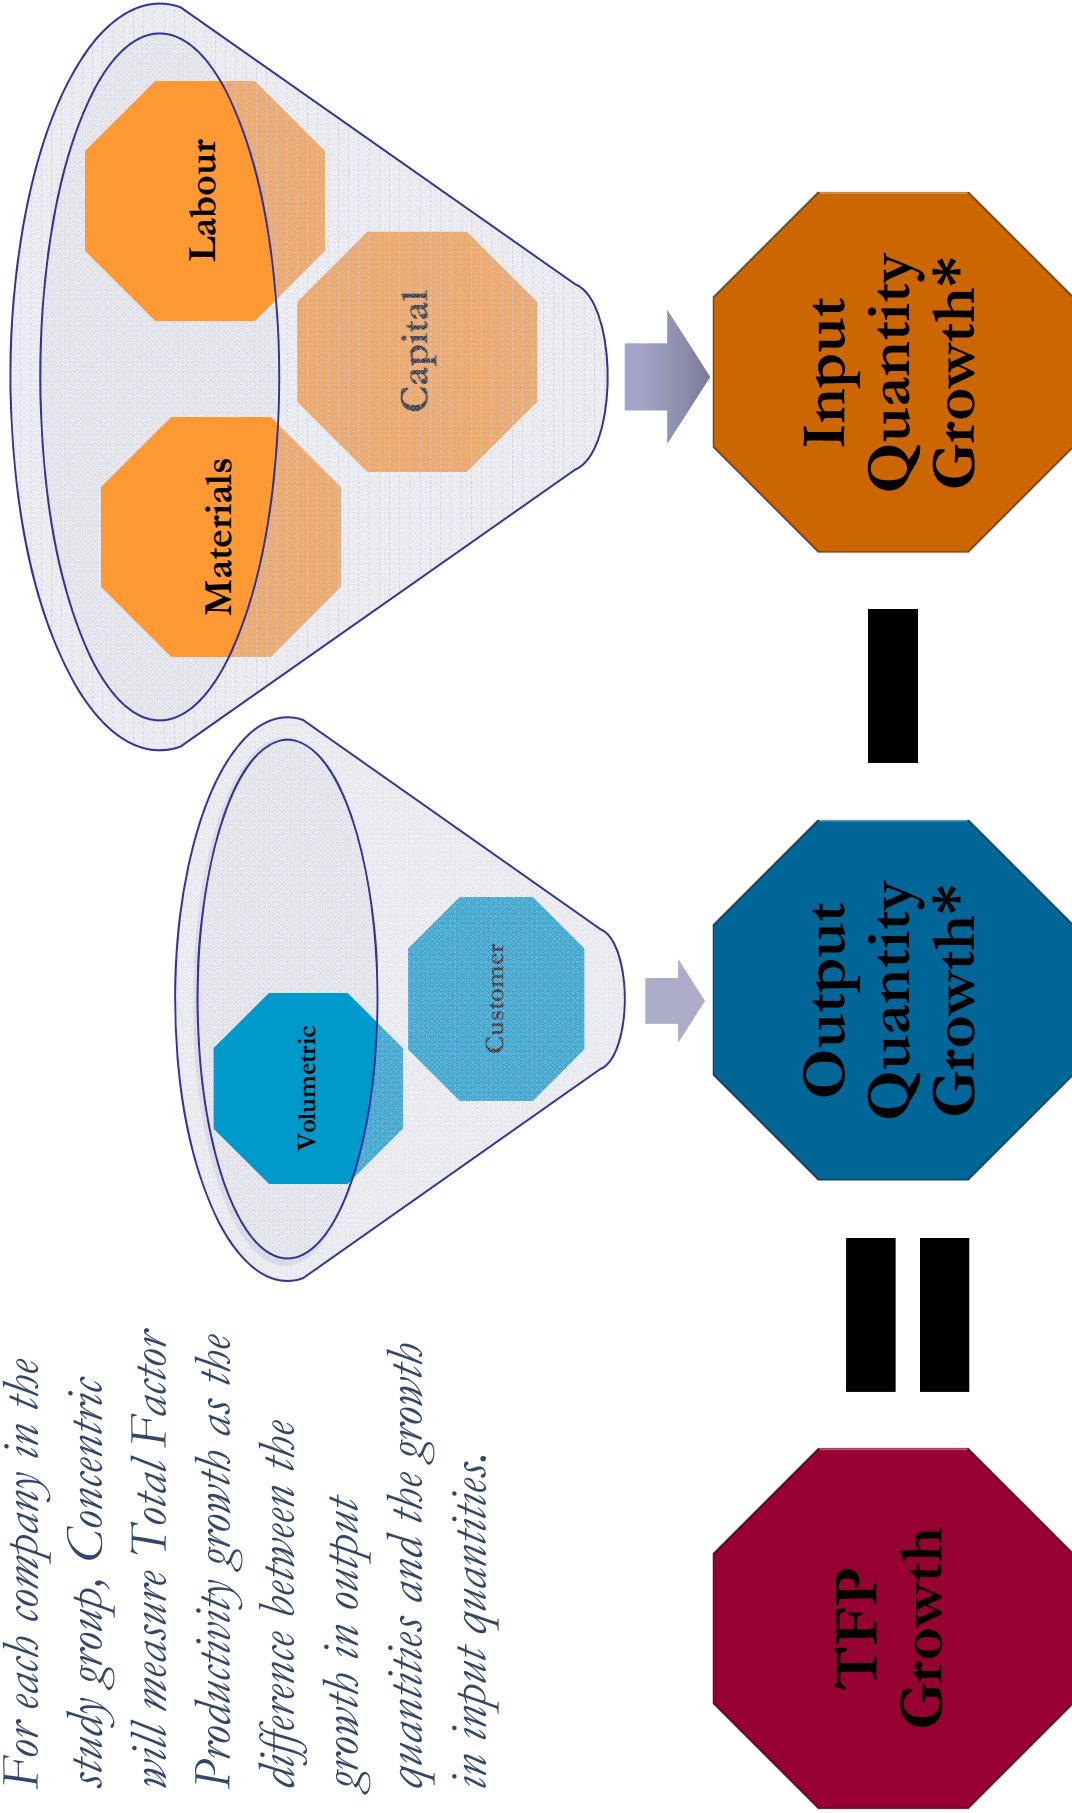 For each company in the
study group, Concentric
will measure Total Factor
Productivity growth as the
difference between the
growth in output
quantities and the growth
in input quantities.
Volumetric
Customer
Materials
Labour
Capital
TFP
Growth
Output
Quantity
Growth*
Input
Quantity
Growth*